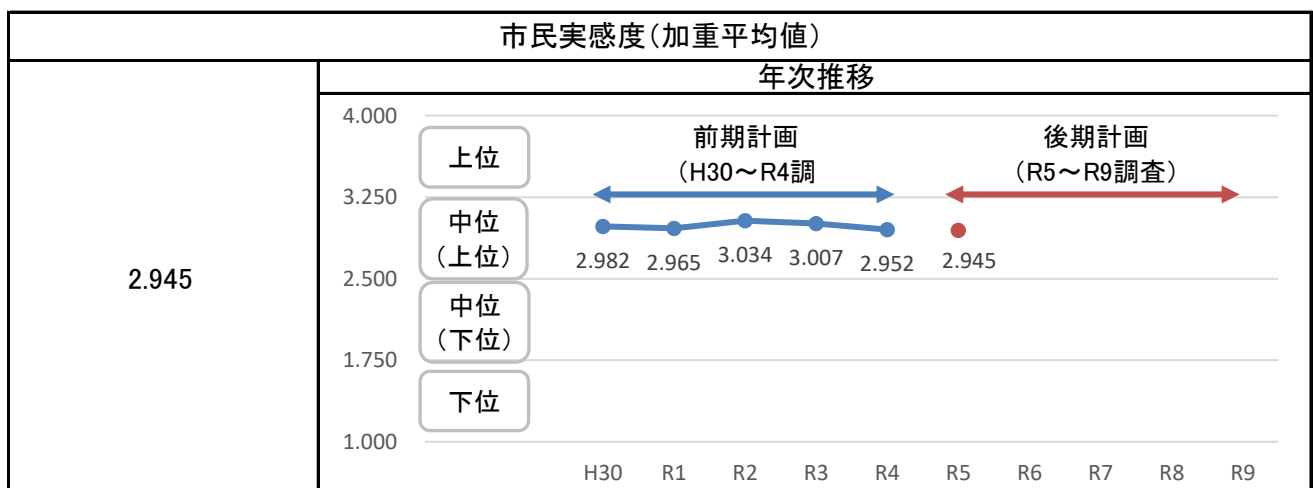 市民実感度(加重平均値)
年次推移
2.945
4.000
3.250
2.500
1.750
1.000
上位
中位
(上位)
中位
(下位)
下位
前期計画
(H30～R4調
後期計画
(R5～R9調査)
2.982 2.965 3.034 3.007 2.952 2.945
H30 R1 R2 R3 R4 R5 R6 R7 R8 R9